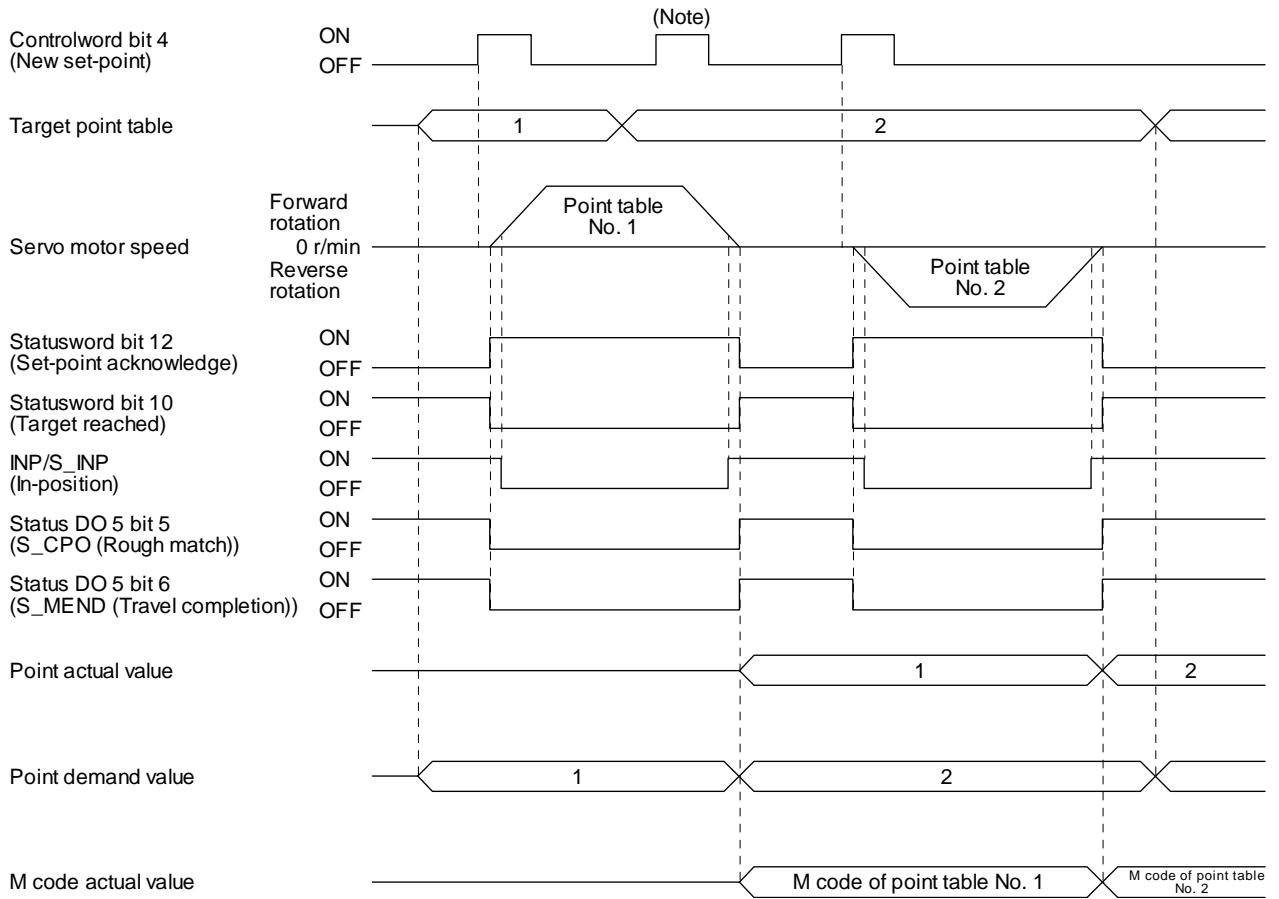 (Note)
Controlword bit 4
(New set-point)
ON
OFF
Target point table
1
2
Servo motor speed
Forward
rotation
0 r/min
Reverse
rotation
Point table
No. 1
Point table
No. 2
Statusword bit 12
(Set-point acknowledge)
ON
OFF
Statusword bit 10
(Target reached)
ON
OFF
INP/S_INP
(In-position)
ON
OFF
Status DO 5 bit 5
(S_CPO (Rough match))
ON
OFF
Status DO 5 bit 6
(S_MEND (Travel completion))
ON
OFF
Point actual value
1
2
Point demand value
1
2
M code actual value
M code of point table No. 1
M code of point table
No. 2